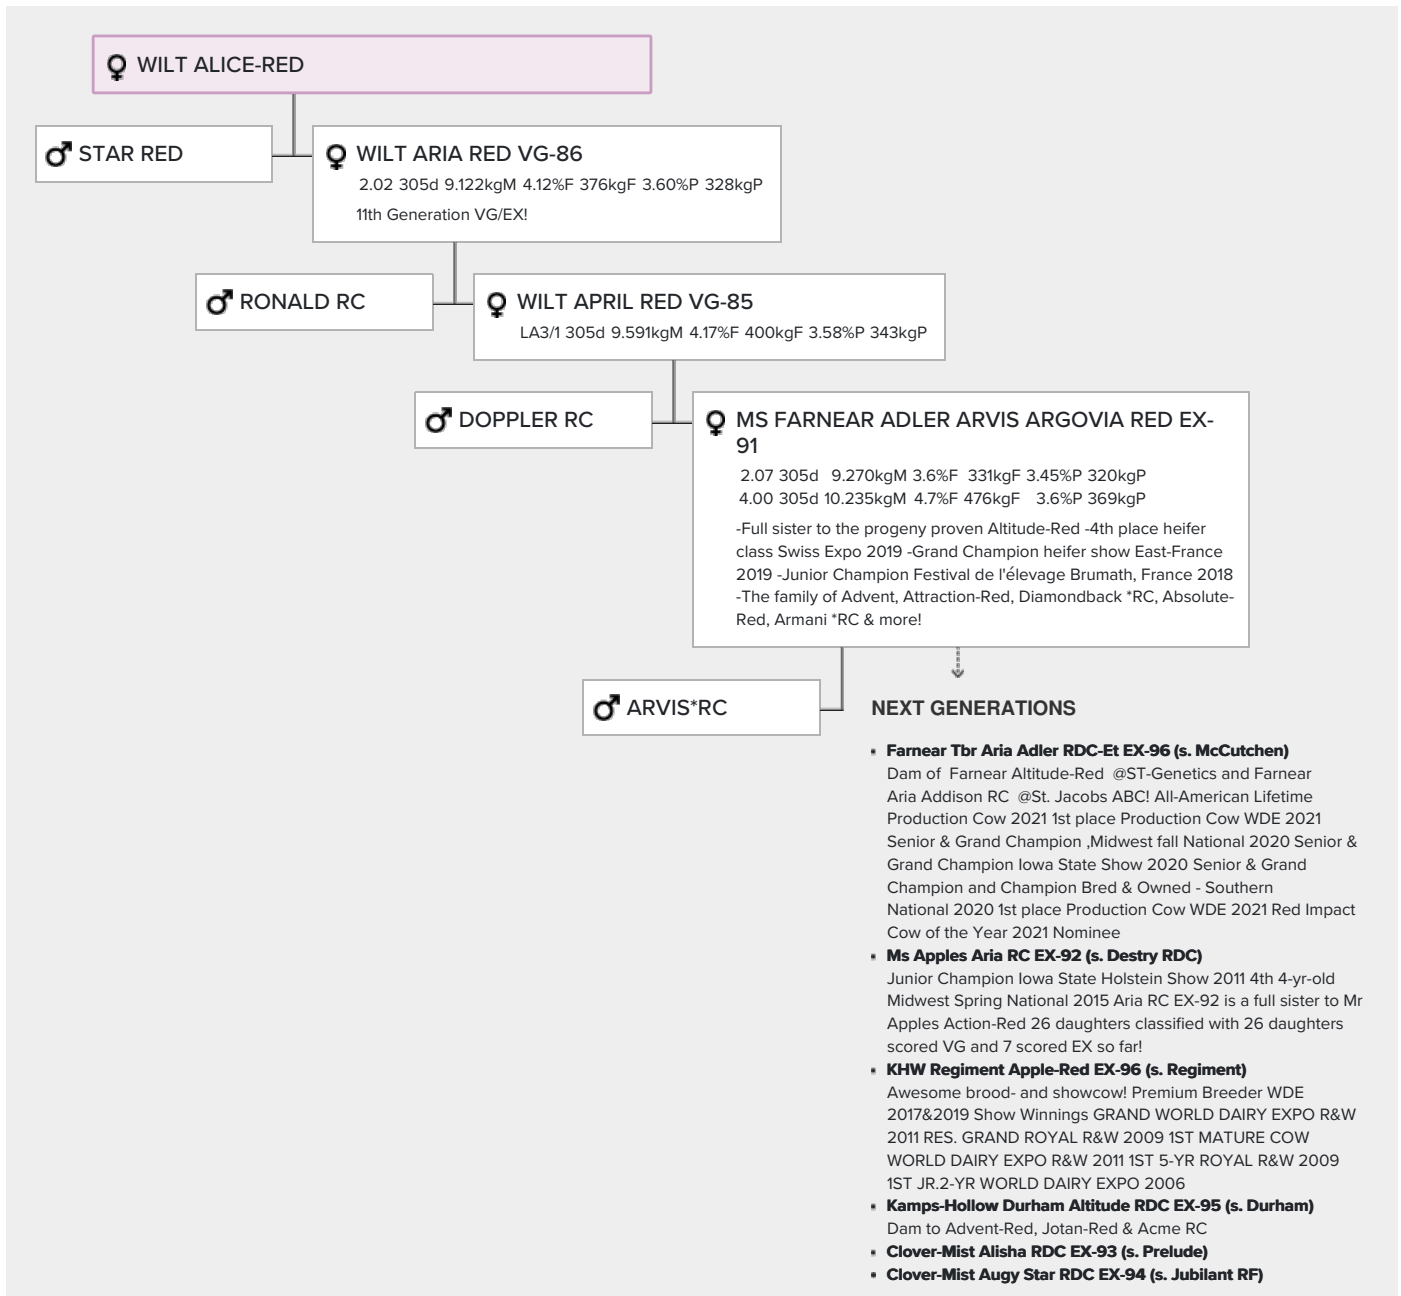 WILT ALICE-RED
STAR RED
WILT ARIA RED VG-86
2.02 305d 9.122kgM 4.12%F 376kgF 3.60%P 328kgP
11th Generation VG/EX!
RONALD RC
WILT APRIL RED VG-85
LA3/1 305d 9.591kgM 4.17%F 400kgF 3.58%P 343kgP
DOPPLER RC
MS FARNEAR ADLER ARVIS ARGOVIA RED EX-
91
2.07 305d 9.270kgM 3.6%F 331kgF 3.45%P 320kgP
4.00 305d 10.235kgM 4.7%F 476kgF 3.6%P 369kgP
-Full sister to the progeny proven Altitude-Red -4th place heifer
class Swiss Expo 2019 -Grand Champion heifer show East-France
2019 -Junior Champion Festival de l'élevage Brumath, France 2018
-The family of Advent, Attraction-Red, Diamondback *RC, Absolute-
Red, Armani *RC & more!
ARVIS*RC
NEXT GENERATIONS
Farnear Tbr Aria Adler RDC-Et EX-96 (s. McCutchen)
Dam of Farnear Altitude-Red @ST-Genetics and Farnear
Aria Addison RC @St. Jacobs ABC! All-American Lifetime
Production Cow 2021 1st place Production Cow WDE 2021
Senior & Grand Champion ,Midwest fall National 2020 Senior &
Grand Champion Iowa State Show 2020 Senior & Grand
Champion and Champion Bred & Owned - Southern
National 2020 1st place Production Cow WDE 2021 Red Impact
Cow of the Year 2021 Nominee
Ms Apples Aria RC EX-92 (s. Destry RDC)
Junior Champion Iowa State Holstein Show 2011 4th 4-yr-old
Midwest Spring National 2015 Aria RC EX-92 is a full sister to Mr
Apples Action-Red 26 daughters classified with 26 daughters
scored VG and 7 scored EX so far!
KHW Regiment Apple-Red EX-96 (s. Regiment)
Awesome brood- and showcow! Premium Breeder WDE
2017&2019 Show Winnings GRAND WORLD DAIRY EXPO R&W
2011 RES. GRAND ROYAL R&W 2009 1ST MATURE COW
WORLD DAIRY EXPO R&W 2011 1ST 5-YR ROYAL R&W 2009
1ST JR.2-YR WORLD DAIRY EXPO 2006
Kamps-Hollow Durham Altitude RDC EX-95 (s. Durham)
Dam to Advent-Red, Jotan-Red & Acme RC
Clover-Mist Alisha RDC EX-93 (s. Prelude)
Clover-Mist Augy Star RDC EX-94 (s. Jubilant RF)